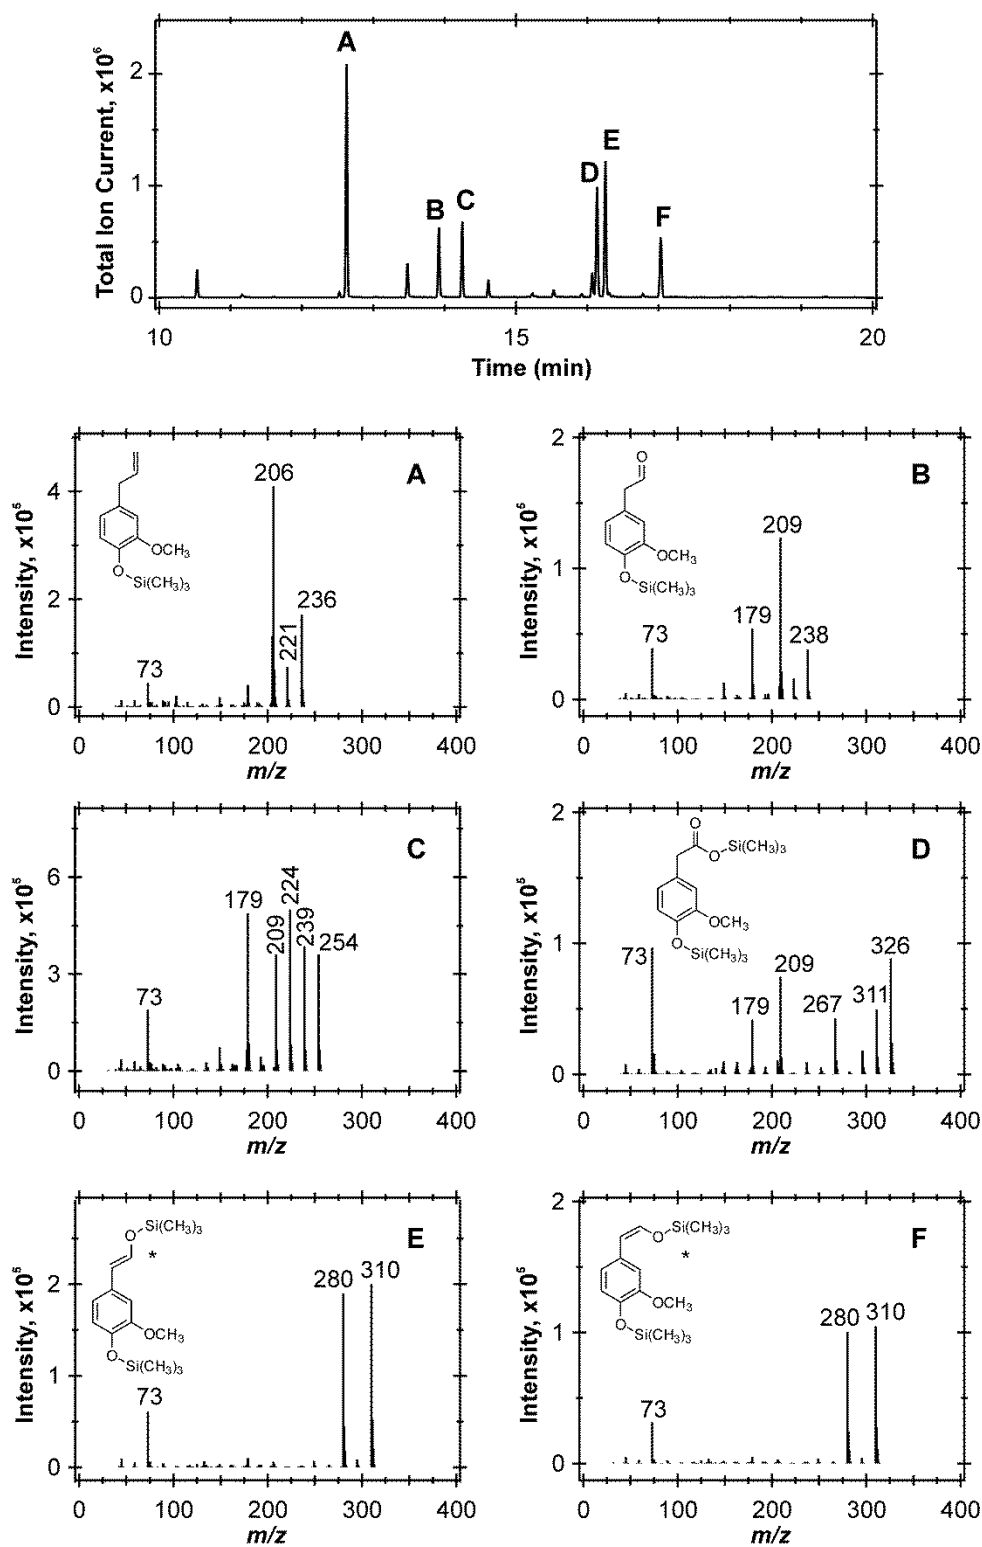 Total Ion Current, x10⁶
2
1
0
A
B
C
D
E
F
10
15
20
Time (min)
A
Intensity, x10⁵
4
2
0
OCH₃
O
Si(CH₃)₃
73
206
221
236
0
100
200
300
400
m/z
B
Intensity, x10⁵
2
1
0
O
OCH₃
O
Si(CH₃)₃
73
179
209
238
0
100
200
300
400
m/z
C
Intensity, x10⁵
6
3
0
73
179
209
224
239
254
0
100
200
300
400
m/z
D
Intensity, x10⁵
2
1
0
O
O
Si(CH₃)₃
OCH₃
O
Si(CH₃)₃
73
179
209
267
311
326
0
100
200
300
400
m/z
E
Intensity, x10⁵
2
1
0
O
Si(CH₃)₃
*
OCH₃
O
Si(CH₃)₃
73
280
310
0
100
200
300
400
m/z
F
Intensity, x10⁵
2
1
0
O
Si(CH₃)₃
*
OCH₃
O
Si(CH₃)₃
73
280
310
0
100
200
300
400
m/z